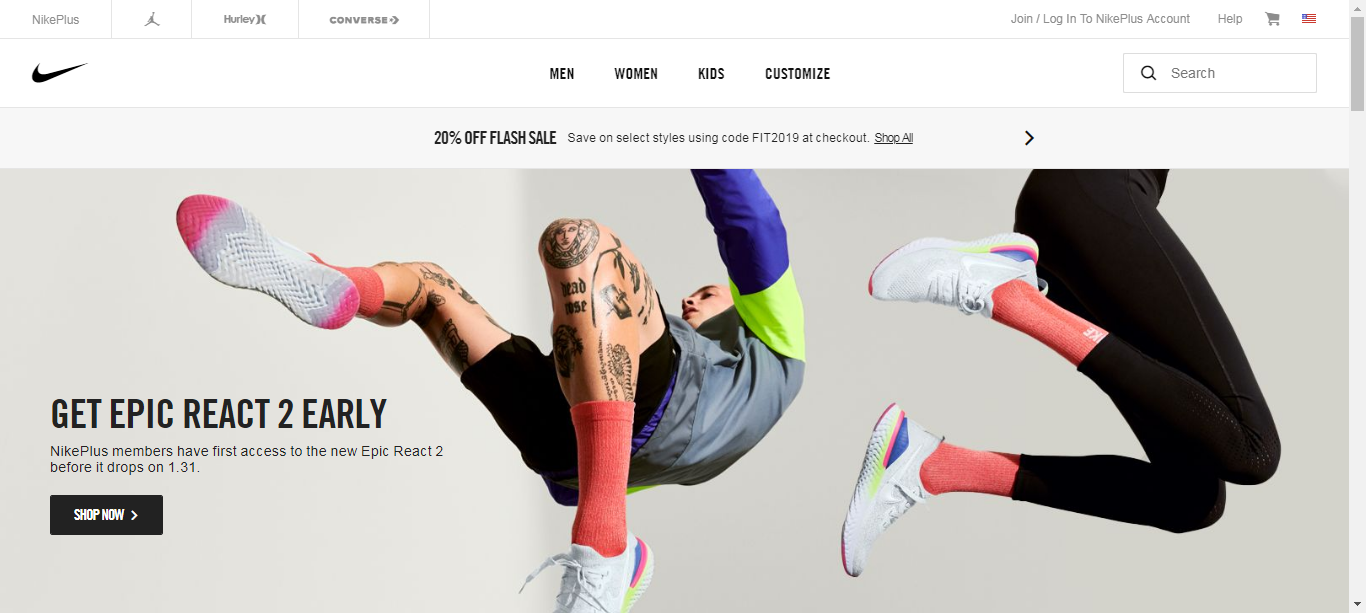 NikePlus
Hurley
CONVERSE
Join / Log In To NikePlus Account
Help
MEN
WOMEN
KIDS
CUSTOMIZE
Search
20% OFF FLASH SALE Save on select styles using code FIT2019 at checkout. Shop All
dead
rose
GET EPIC REACT 2 EARLY
NikePlus members have first access to the new Epic React 2
before it drops on 1.31.
SHOP NOW